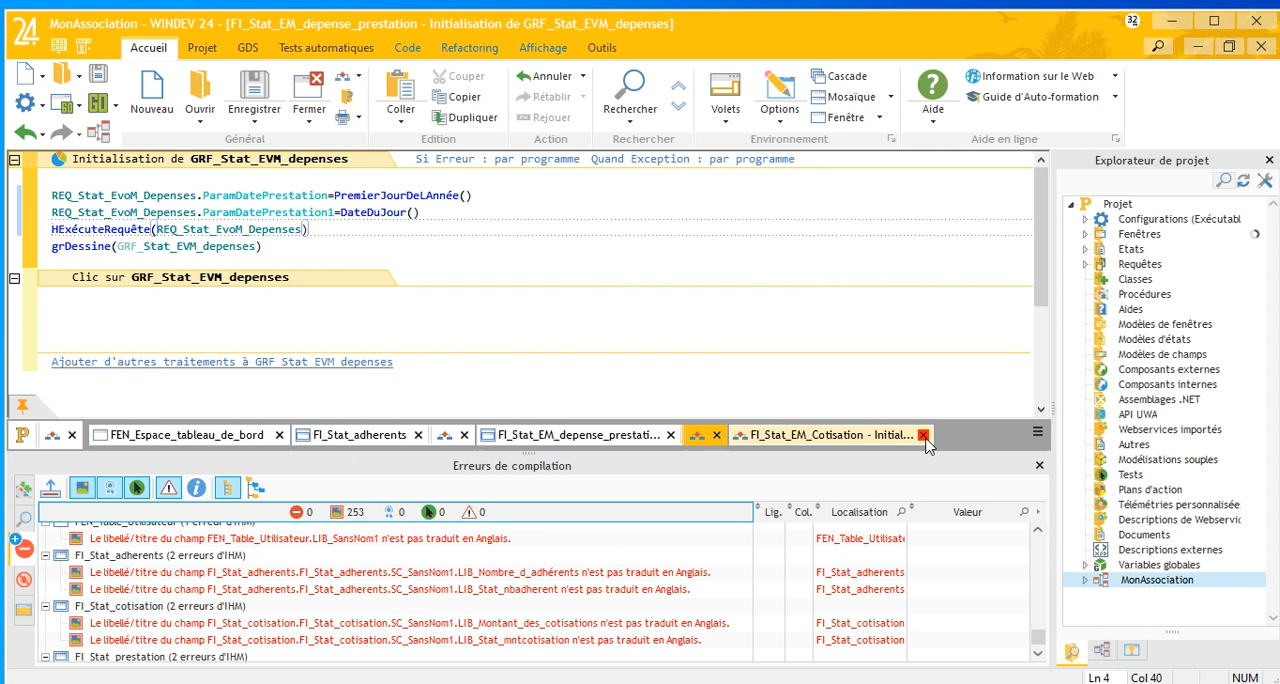 24
MonAssociation - WINDEV 24 - [FI_Stat_EM_depense_prestation - Initialisation de GRF_Stat_EVM_depenses]
32
Accueil Projet GDS Tests automatiques Code Refactoring Affichage Outils
Nouveau Ouvrir Enregistrer Fermer
Général
Coller Couper Copier Dupliquer
Edition
Annuler Rétablir Rejouer
Action
Rechercher
Rechercher
Volets Options Cascade Mosaïque Fenêtre
Environnement
Aide Information sur le Web Guide d'Auto-formation
Aide en ligne
Initialisation de GRF_Stat_EVM_depenses Si Erreur : par programme Quand Exception : par programme
REQ_Stat_EvoM_Depenses.ParamDatePrestation=PremierJourDeLAnnée()
REQ_Stat_EvoM_Depenses.ParamDatePrestation1=DateDuJour()
HExécuteRequête(REQ_Stat_EvoM_Depenses)
grDessine(GRF_Stat_EVM_depenses)
Clic sur GRF_Stat_EVM_depenses
Ajouter d'autres traitements à GRF Stat EVM depenses
FEN_Espace_tableau_de_bord FI_Stat_adherents FI_Stat_EM_depense_prestati... FI_Stat_EM_Cotisation - Initial...
Erreurs de compilation
0 253 0 0 0 Lig. Col. Localisation Valeur
FEN_Table_Utilisateur (1 erreur d'IHM)
Le libellé/titre du champ FEN_Table_Utilisateur.LIB_SansNom1 n'est pas traduit en Anglais. FEN_Table_Utilisate
FI_Stat_adherents (2 erreurs d'IHM)
Le libellé/titre du champ FI_Stat_adherents.FI_Stat_adherents.SC_SansNom1.LIB_Nombre_d_adhérents n'est pas traduit en Anglais. FI_Stat_adherents
Le libellé/titre du champ FI_Stat_adherents.FI_Stat_adherents.SC_SansNom1.LIB_Stat_nbadherent n'est pas traduit en Anglais. FI_Stat_adherents
FI_Stat_cotisation (2 erreurs d'IHM)
Le libellé/titre du champ FI_Stat_cotisation.FI_Stat_cotisation.SC_SansNom1.LIB_Montant_des_cotisations n'est pas traduit en Anglais. FI_Stat_cotisation
Le libellé/titre du champ FI_Stat_cotisation.FI_Stat_cotisation.SC_SansNom1.LIB_Stat_mntcotisation n'est pas traduit en Anglais. FI_Stat_cotisation
FI_Stat_prestation (2 erreurs d'IHM)
Explorateur de projet
Projet
Configurations (Exécutabl
Fenêtres
Etats
Requêtes
Classes
Procédures
Aides
Modèles de fenêtres
Modèles d'états
Modèles de champs
Composants externes
Composants internes
Assemblages .NET
API UWA
Webservices importés
Autres
Modélisations souples
Tests
Plans d'action
Télémétries personnalisée
Descriptions de Webservic
Documents
Descriptions externes
Variables globales
MonAssociation
Ln 4 Col 40 NUM